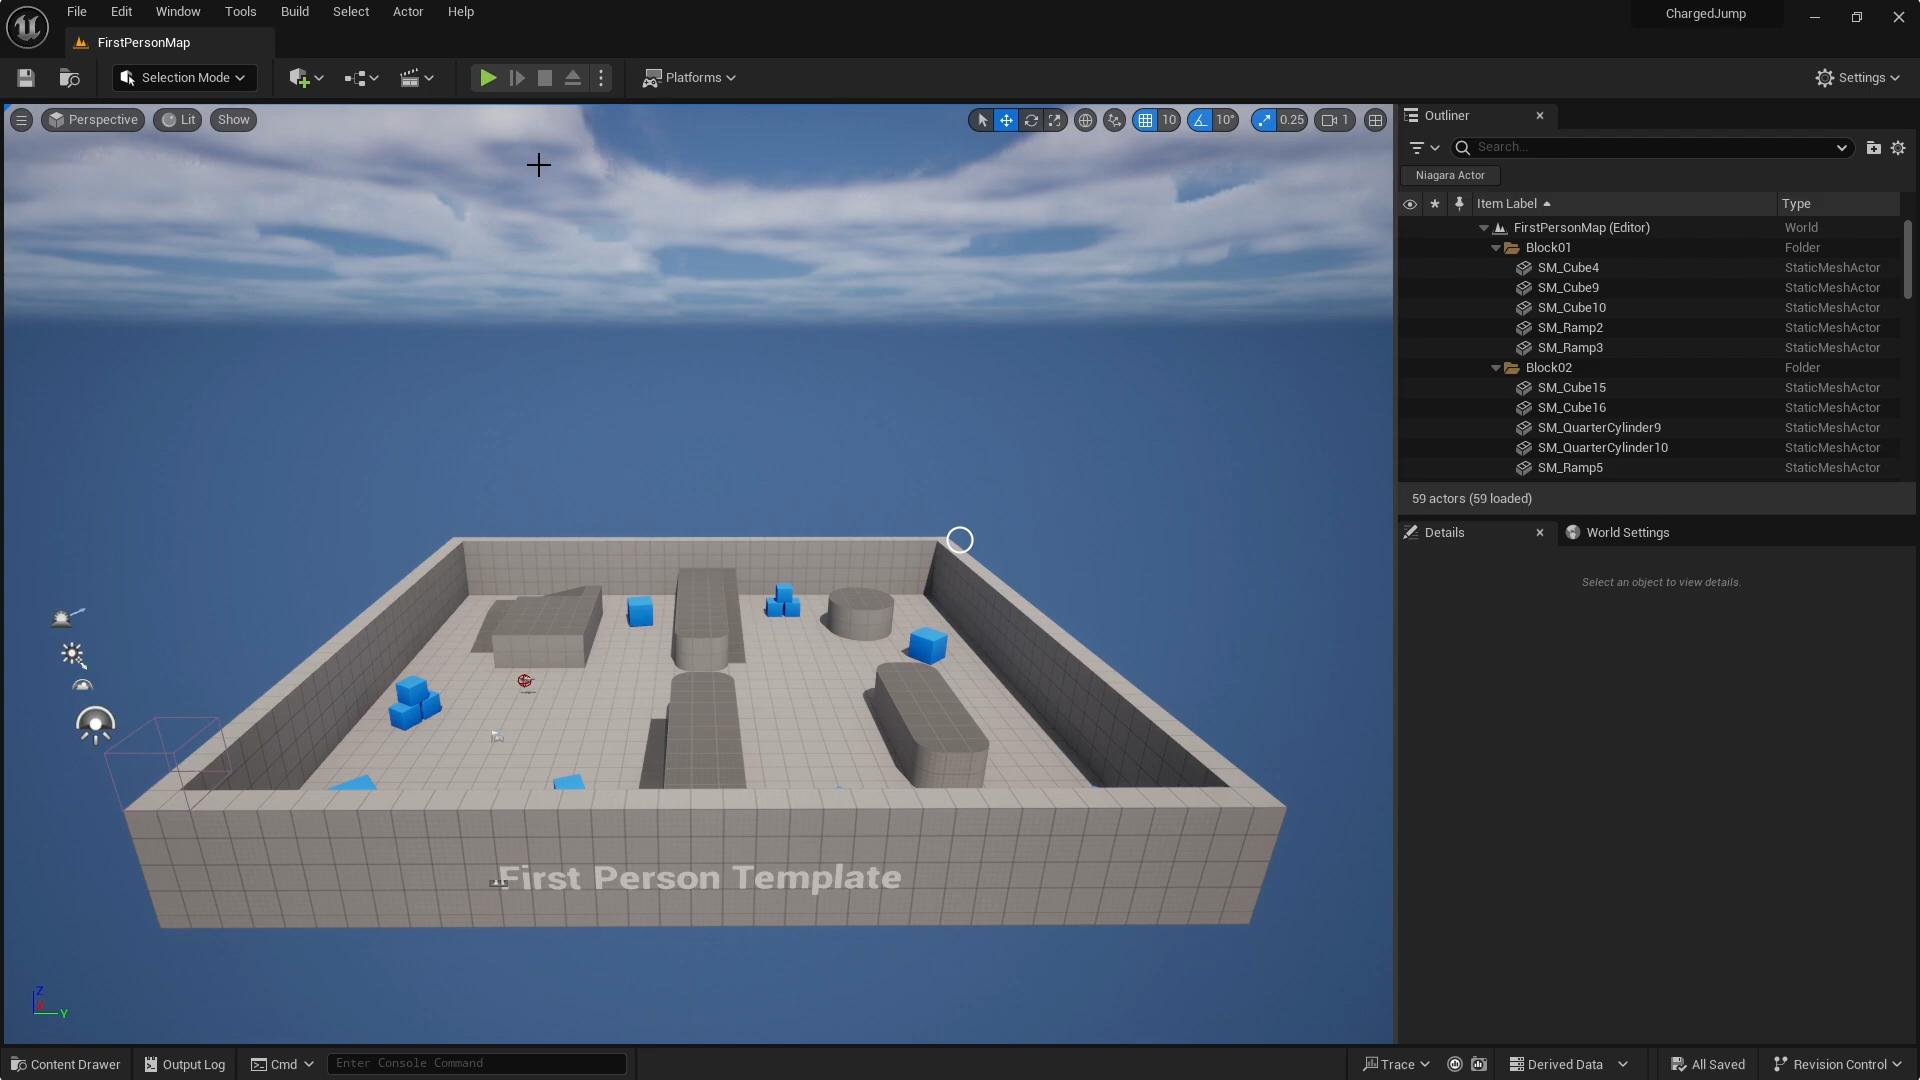 File Edit Window Tools Build Select Actor Help
ChargedJump
FirstPersonMap
Selection Mode
Platforms
Settings
Perspective Lit Show
10 10° 0.25 1
Outliner
Search...
Niagara Actor
Item Label Type
FirstPersonMap (Editor) World
Block01 Folder
SM_Cube4 StaticMeshActor
SM_Cube9 StaticMeshActor
SM_Cube10 StaticMeshActor
SM_Ramp2 StaticMeshActor
SM_Ramp3 StaticMeshActor
Block02 Folder
SM_Cube15 StaticMeshActor
SM_Cube16 StaticMeshActor
SM_QuarterCylinder9 StaticMeshActor
SM_QuarterCylinder10 StaticMeshActor
SM_Ramp5 StaticMeshActor
59 actors (59 loaded)
Details World Settings
Select an object to view details.
First Person Template
Z
Y
Content Drawer Output Log Cmd Enter Console Command Trace Derived Data All Saved Revision Control